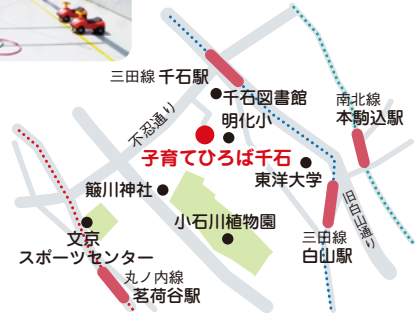 三田線 千石駅
千石図書館
南北線
本駒込駅
明化小
不忍通り
子育てひろば千石
東洋大学
簸川神社
旧白山通り
小石川植物園
文京
スポーツセンター
三田線
白山駅
丸ノ内線
茗荷谷駅